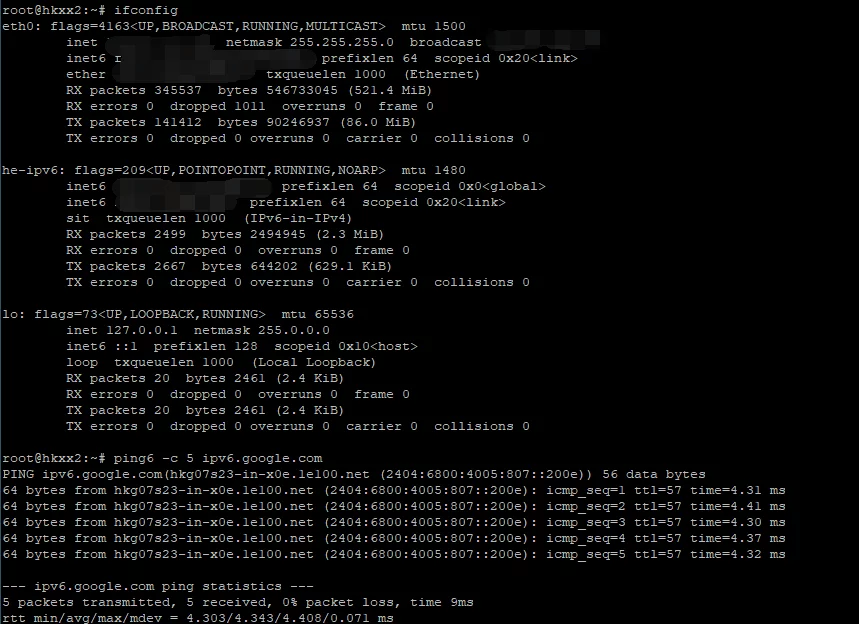 root@hkxx2:~# ifconfig
eth0: flags=4163<UP,BROADCAST,RUNNING,MULTICAST>  mtu 1500
        inet                 netmask 255.255.255.0  broadcast
        inet6                             prefixlen 64  scopeid 0x20<link>
        ether                    txqueuelen 1000  (Ethernet)
        RX packets 345537  bytes 546733045 (521.4 MiB)
        RX errors 0  dropped 1011  overruns 0  frame 0
        TX packets 141412  bytes 90246937 (86.0 MiB)
        TX errors 0  dropped 0 overruns 0  carrier 0  collisions 0
he-ipv6: flags=209<UP,POINTOPOINT,RUNNING,NOARP>  mtu 1480
        inet6                      prefixlen 64  scopeid 0x0<global>
        inet6                  prefixlen 64  scopeid 0x20<link>
        sit  txqueuelen 1000  (IPv6-in-IPv4)
        RX packets 2499  bytes 2494945 (2.3 MiB)
        RX errors 0  dropped 0  overruns 0  frame 0
        TX packets 2667  bytes 644202 (629.1 KiB)
        TX errors 0  dropped 0 overruns 0  carrier 0  collisions 0
lo: flags=73<UP,LOOPBACK,RUNNING>  mtu 65536
        inet 127.0.0.1  netmask 255.0.0.0
        inet6 ::1  prefixlen 128  scopeid 0x10<host>
        loop  txqueuelen 1000  (Local Loopback)
        RX packets 20  bytes 2461 (2.4 KiB)
        RX errors 0  dropped 0  overruns 0  frame 0
        TX packets 20  bytes 2461 (2.4 KiB)
        TX errors 0  dropped 0 overruns 0  carrier 0  collisions 0
root@hkxx2:~# ping6 -c 5 ipv6.google.com
PING ipv6.google.com(hkg07s23-in-x0e.1e100.net (2404:6800:4005:807::200e)) 56 data bytes
64 bytes from hkg07s23-in-x0e.1e100.net (2404:6800:4005:807::200e): icmp_seq=1 ttl=57 time=4.31 ms
64 bytes from hkg07s23-in-x0e.1e100.net (2404:6800:4005:807::200e): icmp_seq=2 ttl=57 time=4.41 ms
64 bytes from hkg07s23-in-x0e.1e100.net (2404:6800:4005:807::200e): icmp_seq=3 ttl=57 time=4.30 ms
64 bytes from hkg07s23-in-x0e.1e100.net (2404:6800:4005:807::200e): icmp_seq=4 ttl=57 time=4.37 ms
64 bytes from hkg07s23-in-x0e.1e100.net (2404:6800:4005:807::200e): icmp_seq=5 ttl=57 time=4.32 ms
--- ipv6.google.com ping statistics ---
5 packets transmitted, 5 received, 0% packet loss, time 9ms
rtt min/avg/max/mdev = 4.303/4.343/4.408/0.071 ms